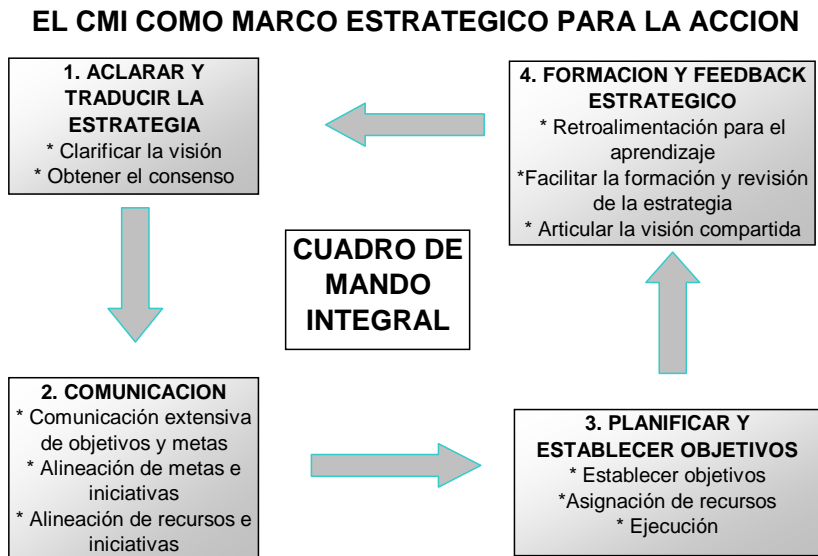 EL CMI COMO MARCO ESTRATEGICO PARA LA ACCION
1. ACLARAR Y
TRADUCIR LA
ESTRATEGIA
* Clarificar la visión
* Obtener el consenso
4. FORMACION Y FEEDBACK
ESTRATEGICO
* Retroalimentación para el
aprendizaje
*Facilitar la formación y revisión
de la estrategia
* Articular la visión compartida
CUADRO DE
MANDO
INTEGRAL
2. COMUNICACION
* Comunicación extensiva
de objetivos y metas
* Alineación de metas e
iniciativas
* Alineación de recursos e
iniciativas
3. PLANIFICAR Y
ESTABLECER OBJETIVOS
* Establecer objetivos
*Asignación de recursos
* Ejecución